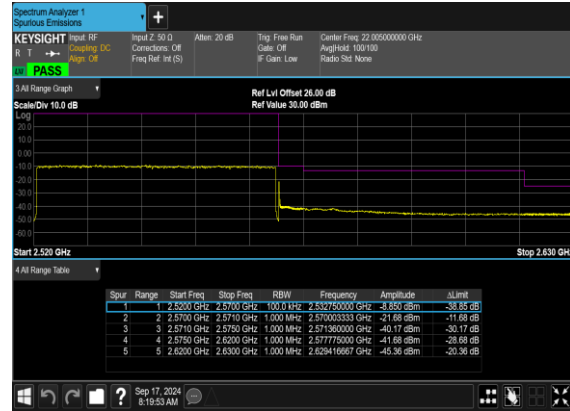 Spectrum Analyzer 1
Spurious Emissions
KEYSIGHT Input: RF Input Z: 50 Ω Atten: 20 dB Trig: Free Run Center Freq: 22.005000000 GHz
R T Coupling: DC Corrections: Off Gate: Off Avg|Hold: 100/100
Align: Off Freq Ref: Int (S) IF Gain: Low Radio Std: None
PASS
3 All Range Graph
Ref Lvl Offset 26.00 dB
Scale/Div 10.0 dB Ref Value 30.00 dBm
Log
20.0
10.0
0.00
-10.0
-20.0
-30.0
-40.0
-50.0
-60.0
Start 2.520 GHz Stop 2.630 GHz
4 All Range Table
Spur Range Start Freq Stop Freq RBW Frequency Amplitude ΔLimit
1 1 2.5200 GHz 2.5700 GHz 100.0 kHz 2.532750000 GHz -8.850 dBm -38.85 dB
2 2 2.5700 GHz 2.5710 GHz 1.000 MHz 2.570003333 GHz -21.68 dBm -11.68 dB
3 3 2.5710 GHz 2.5750 GHz 1.000 MHz 2.571360000 GHz -40.17 dBm -30.17 dB
4 4 2.5750 GHz 2.6200 GHz 1.000 MHz 2.577775000 GHz -41.68 dBm -28.68 dB
5 5 2.6200 GHz 2.6300 GHz 1.000 MHz 2.629416667 GHz -45.36 dBm -20.36 dB
Sep 17, 2024
8:19:53 AM